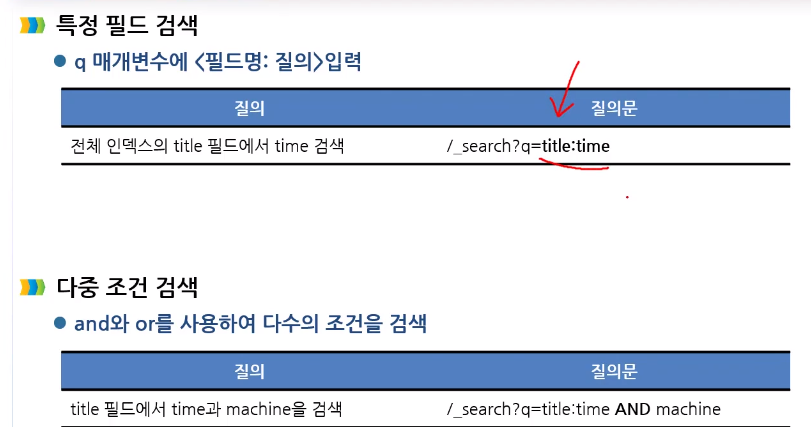 특정 필드 검색
q 매개변수에 <필드명: 질의>입력
질의 질의문
전체 인덱스의 title 필드에서 time 검색 /_search?q=title:time
다중 조건 검색
and와 or를 사용하여 다수의 조건을 검색
질의 질의문
title 필드에서 time과 machine을 검색 /_search?q=title:time AND machine